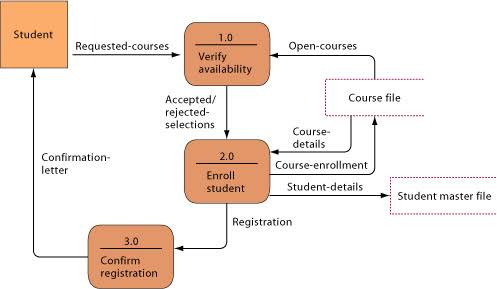 Student
Requested-courses
1.0
Verify
availability
Open-courses
Course file
Accepted/
rejected-
selections
Course-
details
2.0
Enroll
student
Course-enrollment
Student-details
Student master file
Confirmation-
letter
Registration
3.0
Confirm
registration